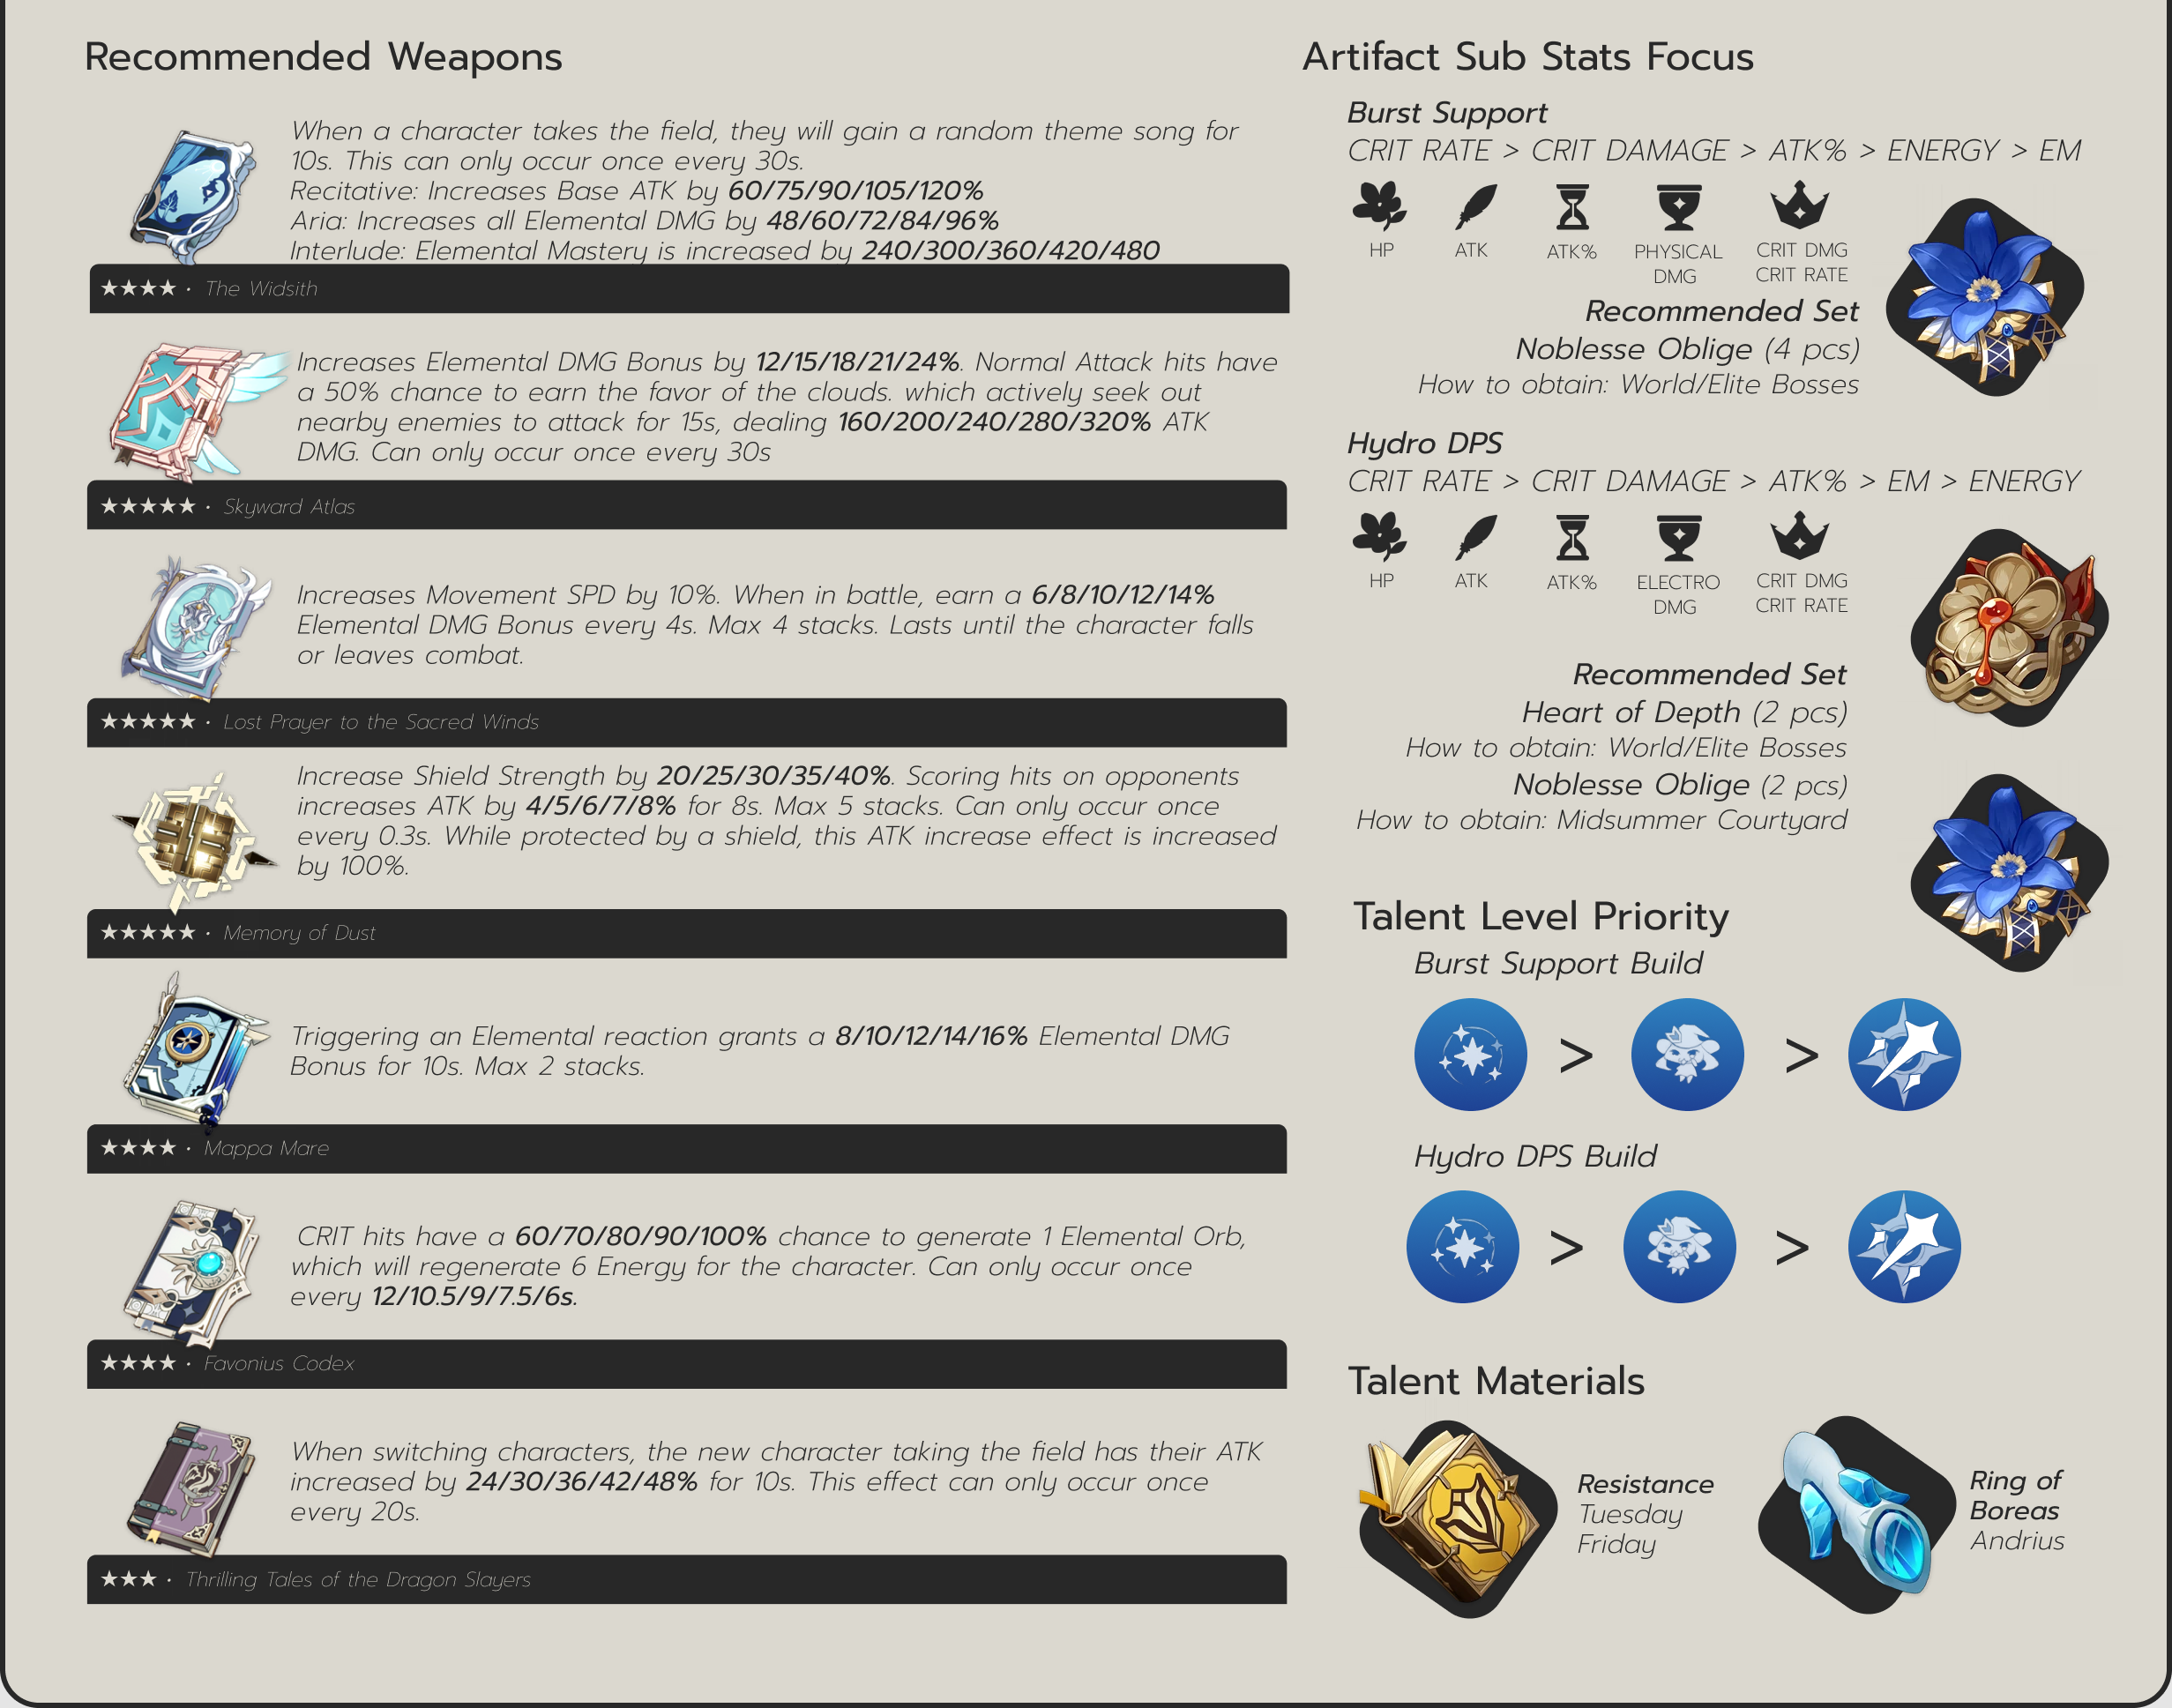 Recommended Weapons
When a character takes the field, they will gain a random theme song for
10s. This can only occur once every 30s.
Recitative: Increases Base ATK by 60/75/90/105/120%
Aria: Increases all Elemental DMG by 48/60/72/84/96%
Interlude: Elemental Mastery is increased by 240/300/360/420/480
★★★★ · The Widsith
Increases Elemental DMG Bonus by 12/15/18/21/24%. Normal Attack hits have
a 50% chance to earn the favor of the clouds. which actively seek out
nearby enemies to attack for 15s, dealing 160/200/240/280/320% ATK
DMG. Can only occur once every 30s
★★★★★ · Skyward Atlas
Increases Movement SPD by 10%. When in battle, earn a 6/8/10/12/14%
Elemental DMG Bonus every 4s. Max 4 stacks. Lasts until the character falls
or leaves combat.
★★★★★ · Lost Prayer to the Sacred Winds
Increase Shield Strength by 20/25/30/35/40%. Scoring hits on opponents
increases ATK by 4/5/6/7/8% for 8s. Max 5 stacks. Can only occur once
every 0.3s. While protected by a shield, this ATK increase effect is increased
by 100%.
★★★★★ · Memory of Dust
Triggering an Elemental reaction grants a 8/10/12/14/16% Elemental DMG
Bonus for 10s. Max 2 stacks.
★★★★ · Mappa Mare
CRIT hits have a 60/70/80/90/100% chance to generate 1 Elemental Orb,
which will regenerate 6 Energy for the character. Can only occur once
every 12/10.5/9/7.5/6s.
★★★★ · Favonius Codex
When switching characters, the new character taking the field has their ATK
increased by 24/30/36/42/48% for 10s. This effect can only occur once
every 20s.
★★★ · Thrilling Tales of the Dragon Slayers
Artifact Sub Stats Focus
Burst Support
CRIT RATE > CRIT DAMAGE > ATK% > ENERGY > EM
HP ATK ATK% PHYSICAL CRIT DMG
DMG CRIT RATE
Recommended Set
Noblesse Oblige (4 pcs)
How to obtain: World/Elite Bosses
Hydro DPS
CRIT RATE > CRIT DAMAGE > ATK% > EM > ENERGY
HP ATK ATK% ELECTRO CRIT DMG
DMG CRIT RATE
Recommended Set
Heart of Depth (2 pcs)
How to obtain: World/Elite Bosses
Noblesse Oblige (2 pcs)
How to obtain: Midsummer Courtyard
Talent Level Priority
Burst Support Build
> >
Hydro DPS Build
> >
Talent Materials
Resistance
Tuesday
Friday
Ring of
Boreas
Andrius